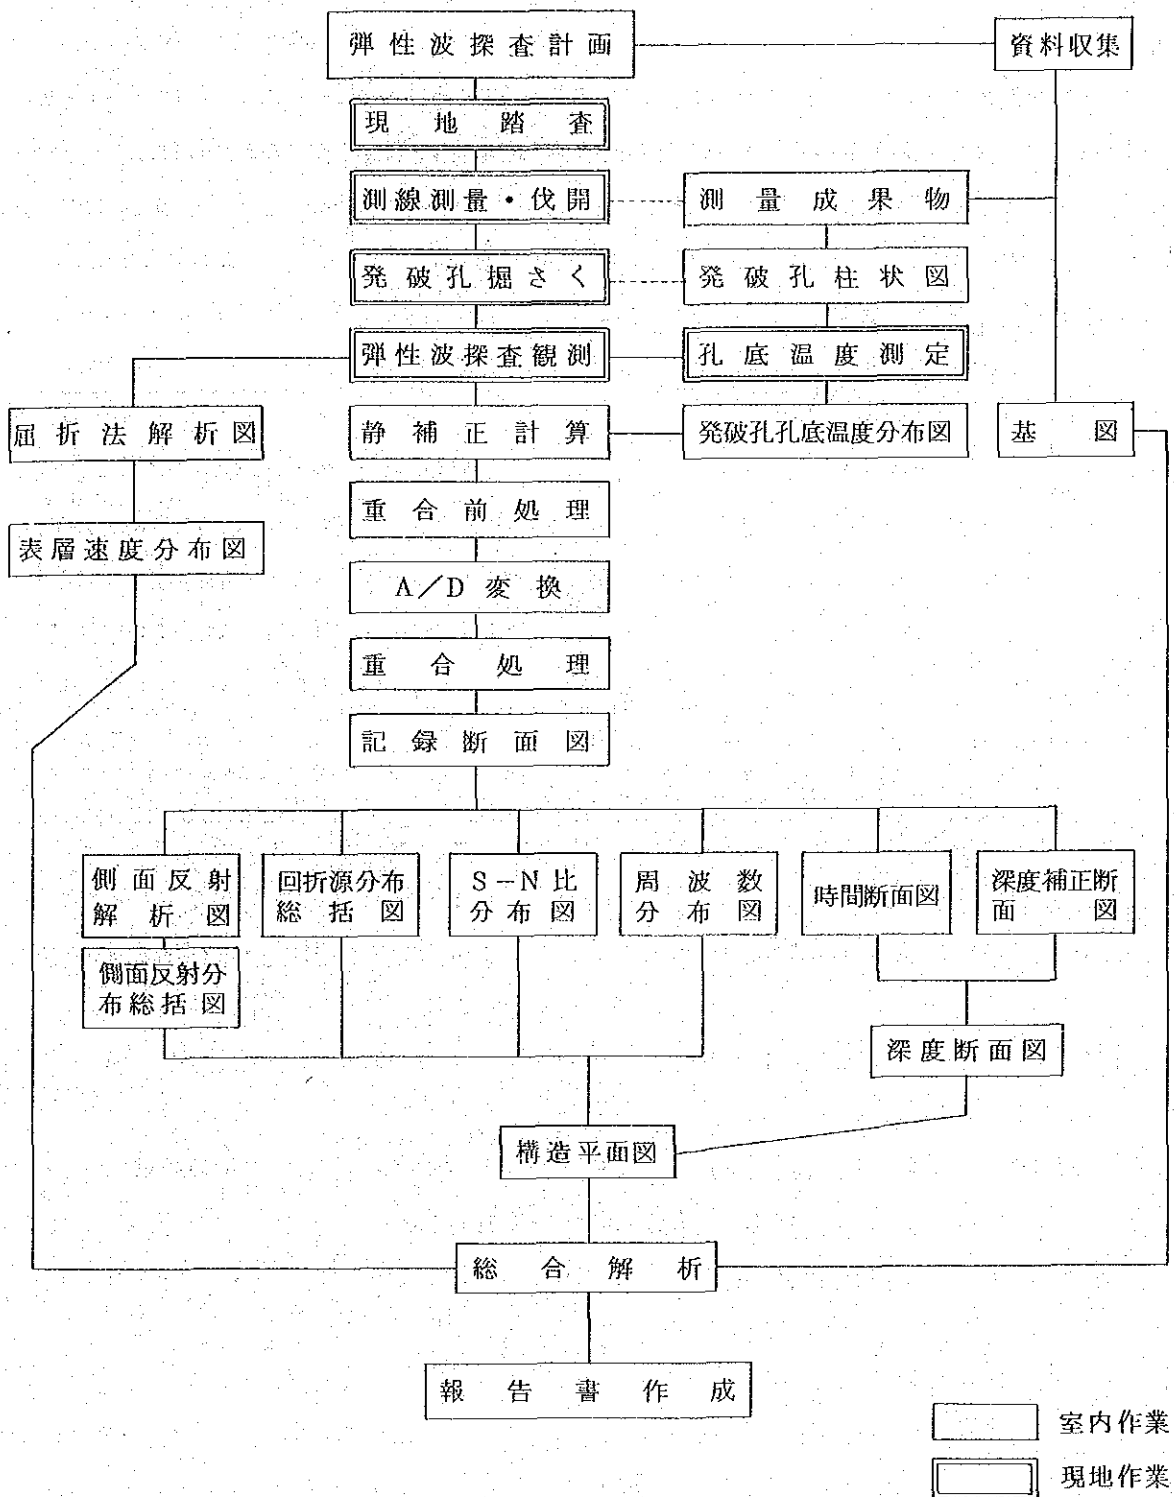 弾性波探査計画
資料収集
現地踏査
測線測量・伐開
測量成果物
発破孔掘さく
発破孔柱状図
弾性波探査観測
孔底温度測定
屈折法解析図
静補正計算
発破孔孔底温度分布図
基図
重合前処理
表層速度分布図
A/D変換
重合処理
記録断面図
側面反射
解析図
回折源分布
総括図
S-N比
分布図
周波数
分布図
時間断面図
深度補正断
面図
側面反射分
布総括図
深度断面図
構造平面図
総合解析
報告書作成
室内作業
現地作業